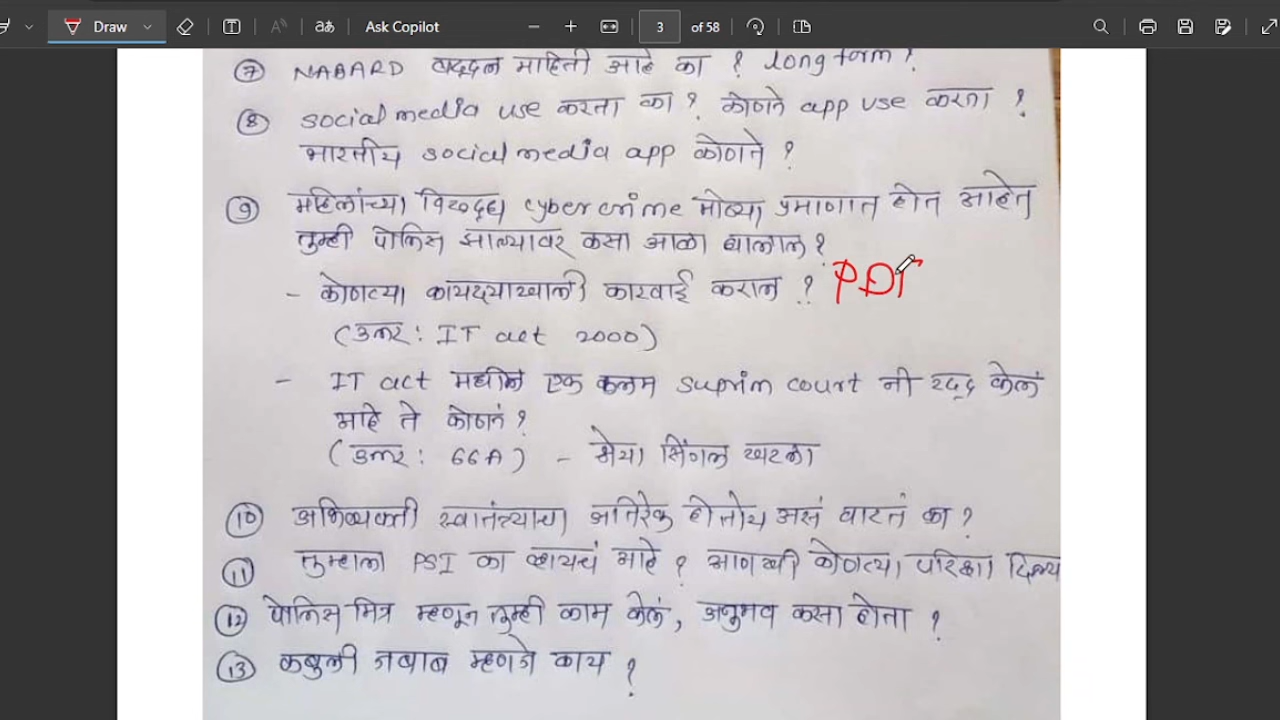 Draw
T
A
aあ
Ask Copilot
3 of 58
⑦ NABARD बद्दल माहिती आहे का ? long form ?
⑧ social media use करता का ? कोणते app use करता ?
भारतीय social media app कोणते ?
⑨ महिलांच्या विरुद्ध cyber crime मोठ्या प्रमाणात होत आहेत
तुम्ही पोलिस झाल्यावर कसा आळा घालाल ?
- कोणत्या कायद्याखाली कारवाई कराल ? PDF
(उत्तर : IT act 2000)
- IT act मधील एक कलम suprim court नी रद्द केलं
आहे ते कोणतं ?
(उत्तर : 66A) - श्रेया सिंगल खटला
⑩ अभिव्यक्ती स्वातंत्र्याचा अतिरेक होतोय असं वाटतं का ?
⑪ तुम्हाला PSI का व्हायचं आहे ? आणखी कोणत्या परिक्षा दिल्य
⑫ पोलिस मित्र म्हणून तुम्ही काम केलं, अनुभव कसा होता ?
⑬ कबुली जबाब म्हणजे काय ?